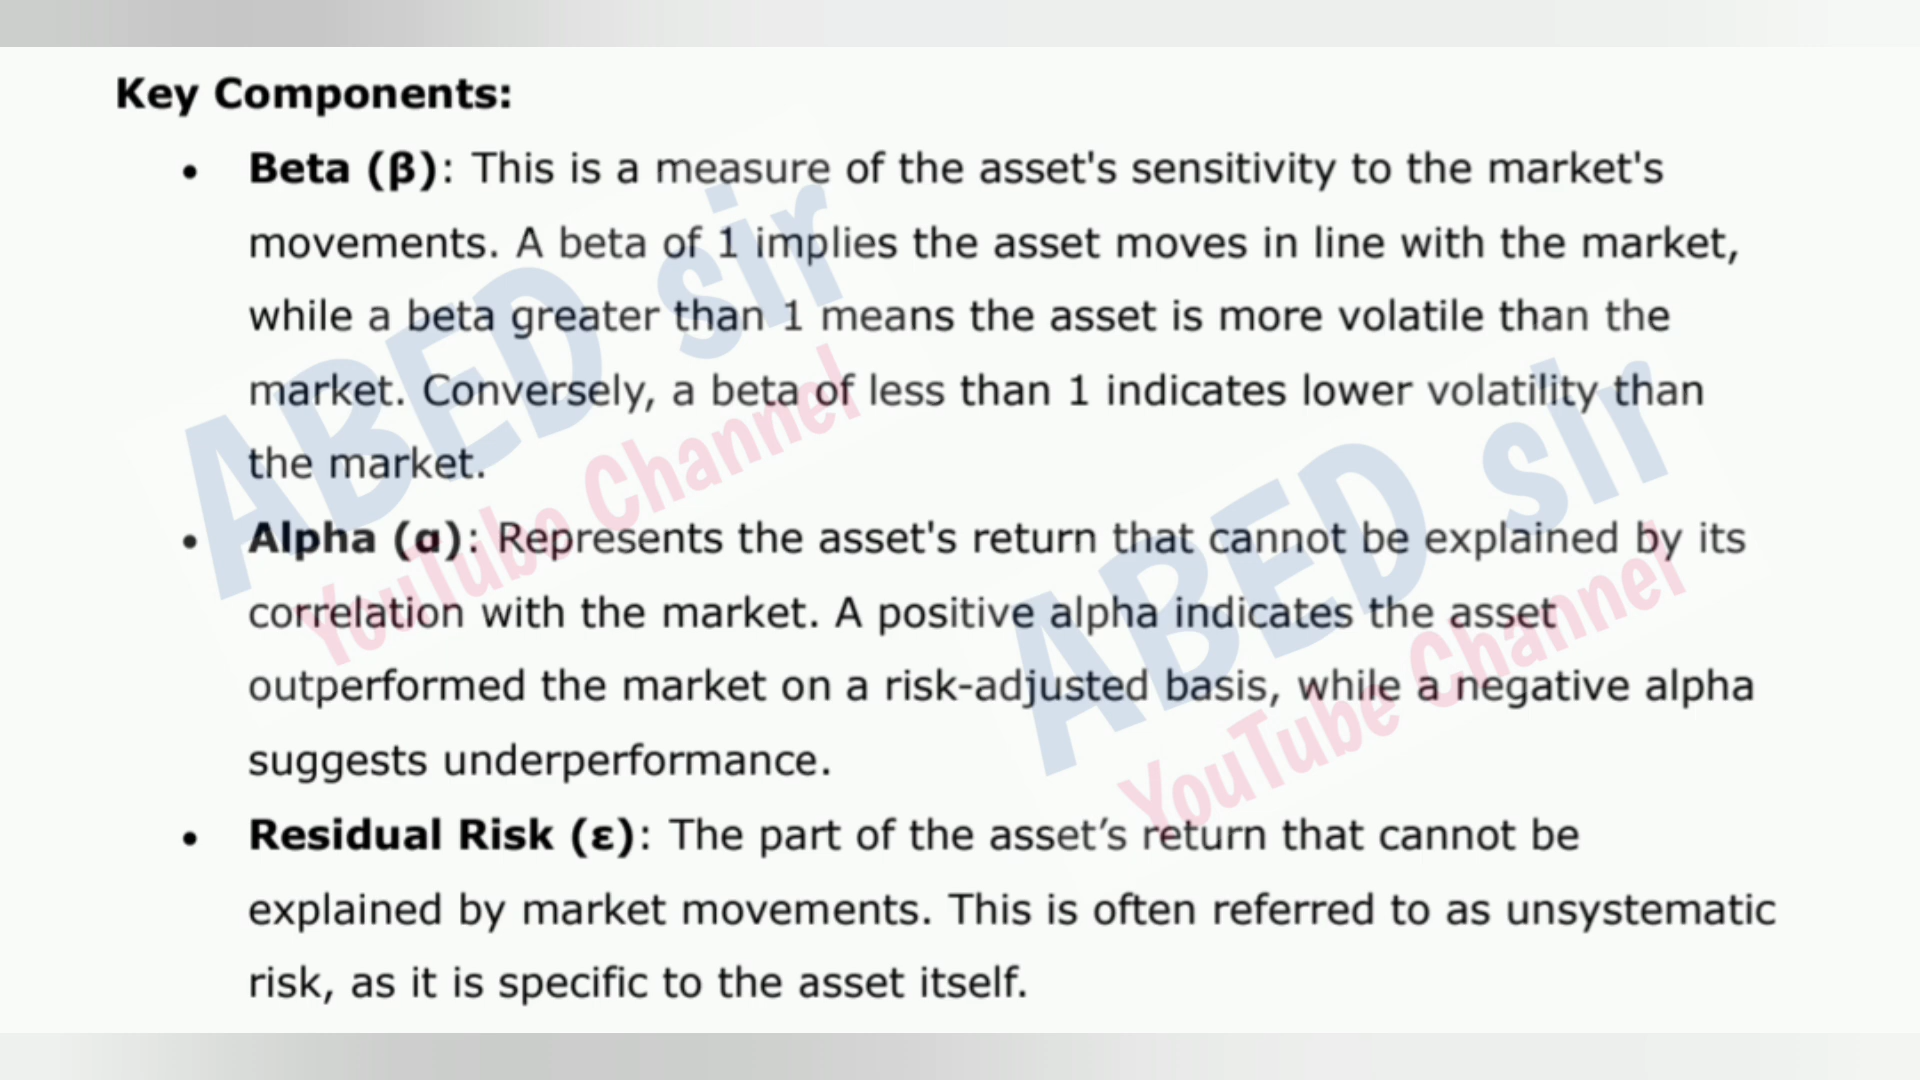 Key Components:
• Beta (β): This is a measure of the asset's sensitivity to the market's
movements. A beta of 1 implies the asset moves in line with the market,
while a beta greater than 1 means the asset is more volatile than the
market. Conversely, a beta of less than 1 indicates lower volatility than
the market.
• Alpha (α): Represents the asset's return that cannot be explained by its
correlation with the market. A positive alpha indicates the asset
outperformed the market on a risk-adjusted basis, while a negative alpha
suggests underperformance.
• Residual Risk (ε): The part of the asset’s return that cannot be
explained by market movements. This is often referred to as unsystematic
risk, as it is specific to the asset itself.
ABED sir
YouTube Channel
ABED sir
YouTube Channel